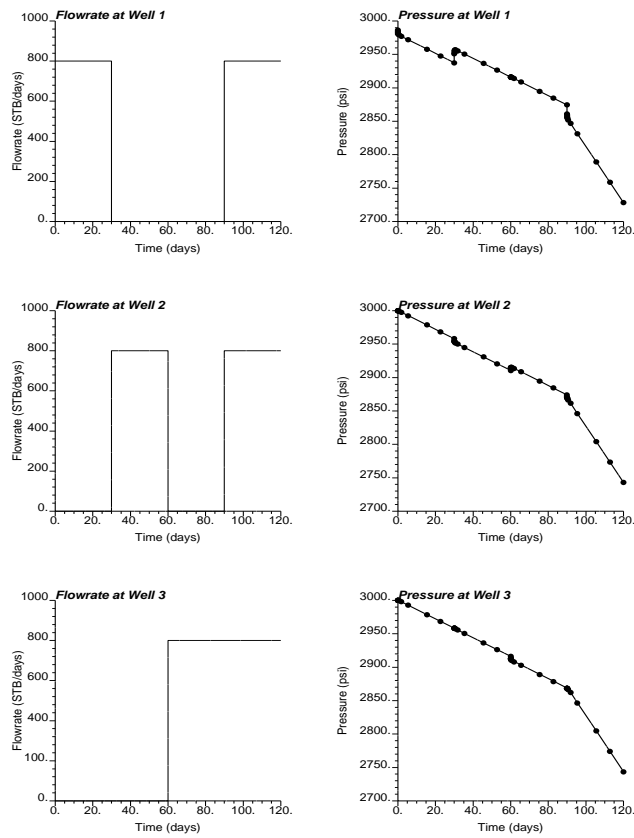 Flowrate at Well 1
1000.
800.
600.
400.
200.
0.
Flowrate (STB/days)
0. 20. 40. 60. 80. 100. 120.
Time (days)
Pressure at Well 1
3000.
2950.
2900.
2850.
2800.
2750.
2700.
Pressure (psi)
0. 20. 40. 60. 80. 100. 120.
Time (days)
Flowrate at Well 2
1000.
800.
600.
400.
200.
0.
Flowrate (STB/days)
0. 20. 40. 60. 80. 100. 120.
Time (days)
Pressure at Well 2
3000.
2950.
2900.
2850.
2800.
2750.
2700.
Pressure (psi)
0. 20. 40. 60. 80. 100. 120.
Time (days)
Flowrate at Well 3
1000.
800.
600.
400.
100.
0.
Flowrate (STB/days)
0. 20. 40. 60. 80. 100. 120.
Time (days)
Pressure at Well 3
3000.
2950.
2900.
2850.
2800.
2750.
2700.
Pressure (psi)
0. 20. 40. 60. 80. 100. 120.
Time (days)